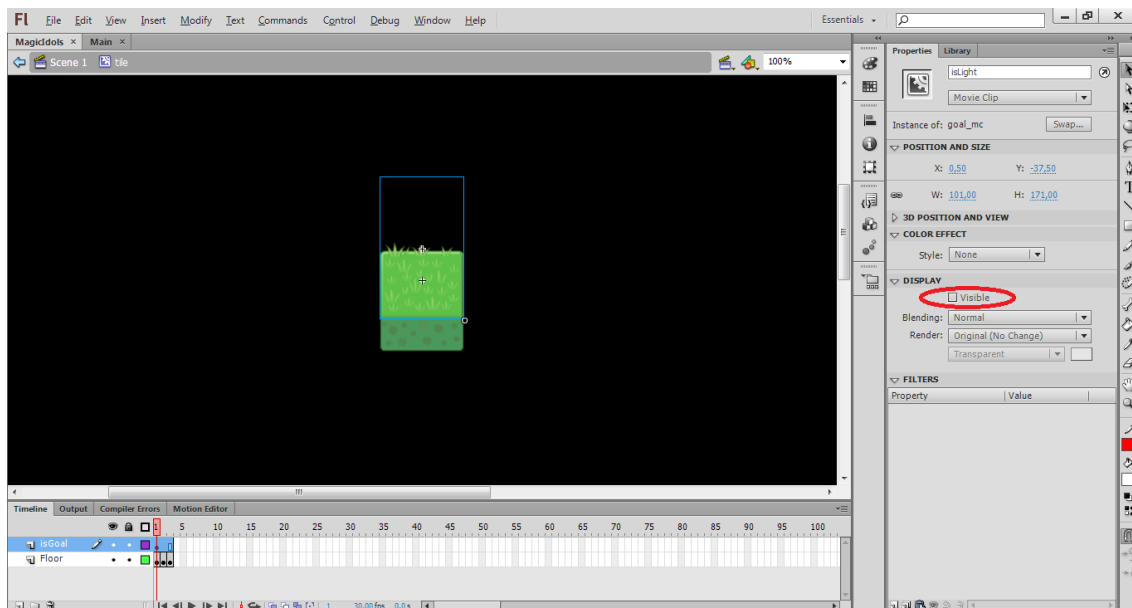 Fl File Edit View Insert Modify Text Commands Control Debug Window Help Essentials
MagicIdols × Main ×
Scene 1 tile 100%
Properties Library
isLight
Movie Clip
Instance of: goal_mc Swap...
POSITION AND SIZE
X: 0,50 Y: -37,50
W: 101,00 H: 171,00
3D POSITION AND VIEW
COLOR EFFECT
Style: None
DISPLAY
Visible
Blending: Normal
Render: Original (No Change)
Transparent
FILTERS
Property Value
Timeline Output Compiler Errors Motion Editor
1 5 10 15 20 25 30 35 40 45 50 55 60 65 70 75 80 85 90 95 100
isGoal
Floor
1 30,00 fps 0,0 s